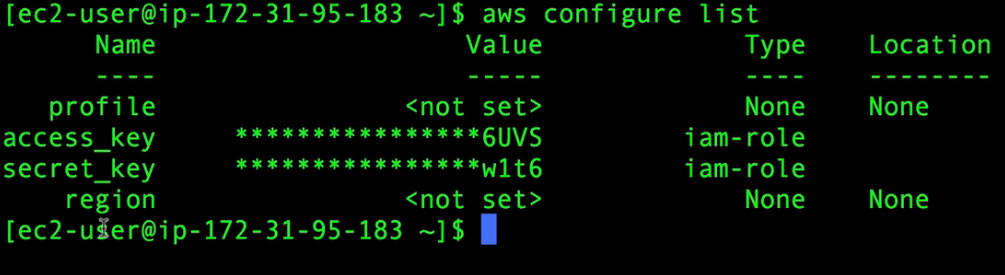 [ec2-user@ip-172-31-95-183 ~]$ aws configure list
      Name                    Value             Type    Location
      ----                    -----             ----    --------
   profile                <not set>             None    None
access_key     ****************6UVS         iam-role
secret_key     ****************w1t6         iam-role
    region                <not set>             None    None
[ec2-user@ip-172-31-95-183 ~]$